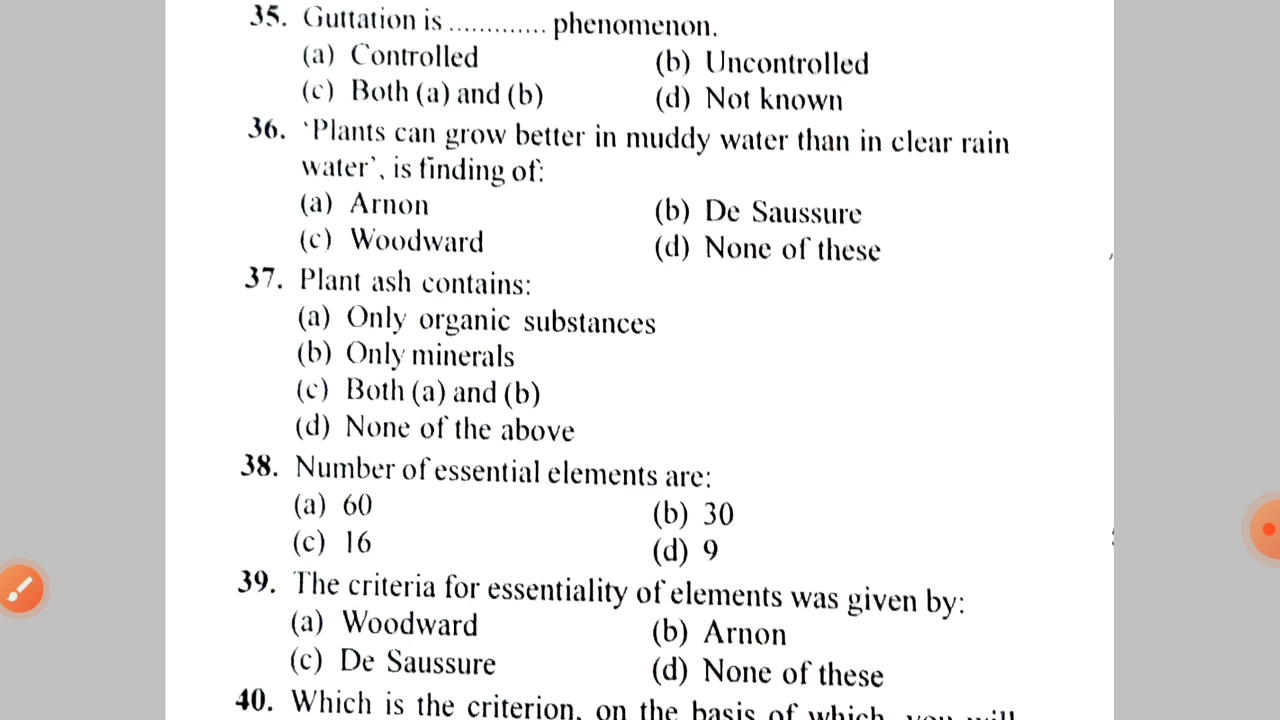 35. Guttation is ............. phenomenon.
(a) Controlled (b) Uncontrolled
(c) Both (a) and (b) (d) Not known
36. ‘Plants can grow better in muddy water than in clear rain
water’, is finding of:
(a) Arnon (b) De Saussure
(c) Woodward (d) None of these
37. Plant ash contains:
(a) Only organic substances
(b) Only minerals
(c) Both (a) and (b)
(d) None of the above
38. Number of essential elements are:
(a) 60 (b) 30
(c) 16 (d) 9
39. The criteria for essentiality of elements was given by:
(a) Woodward (b) Arnon
(c) De Saussure (d) None of these
40. Which is the criterion, on the basis of which, you will